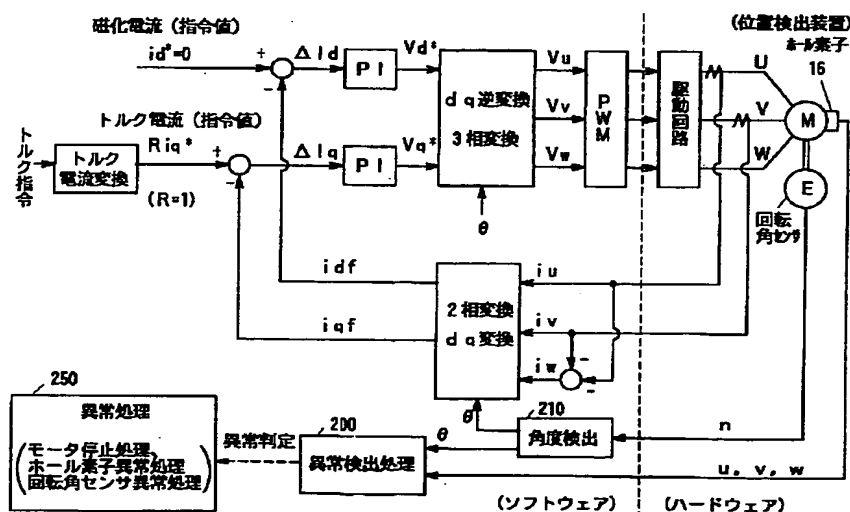 磁化電流 (指令値)
id*=0
+
-
ΔId
PI
Vd*
dq逆変換
3相変換
Vu
Vv
Vw
PWM
駆動回路
(位置検出装置)
ホール素子
16
U
V
W
M
E
回転
角センサ
トルク指令
トルク
電流変換
トルク電流 (指令値)
Riq*
(R=1)
+
-
ΔIq
PI
Vq*
θ
idf
iqf
2相変換
dq変換
iu
iv
iw
-
-
θ
210
角度検出
n
250
異常処理
(モータ停止処理、
ホール素子異常処理
回転角センサ異常処理)
異常判定
200
異常検出処理
θ
u, v, w
(ソフトウェア)
(ハードウェア)